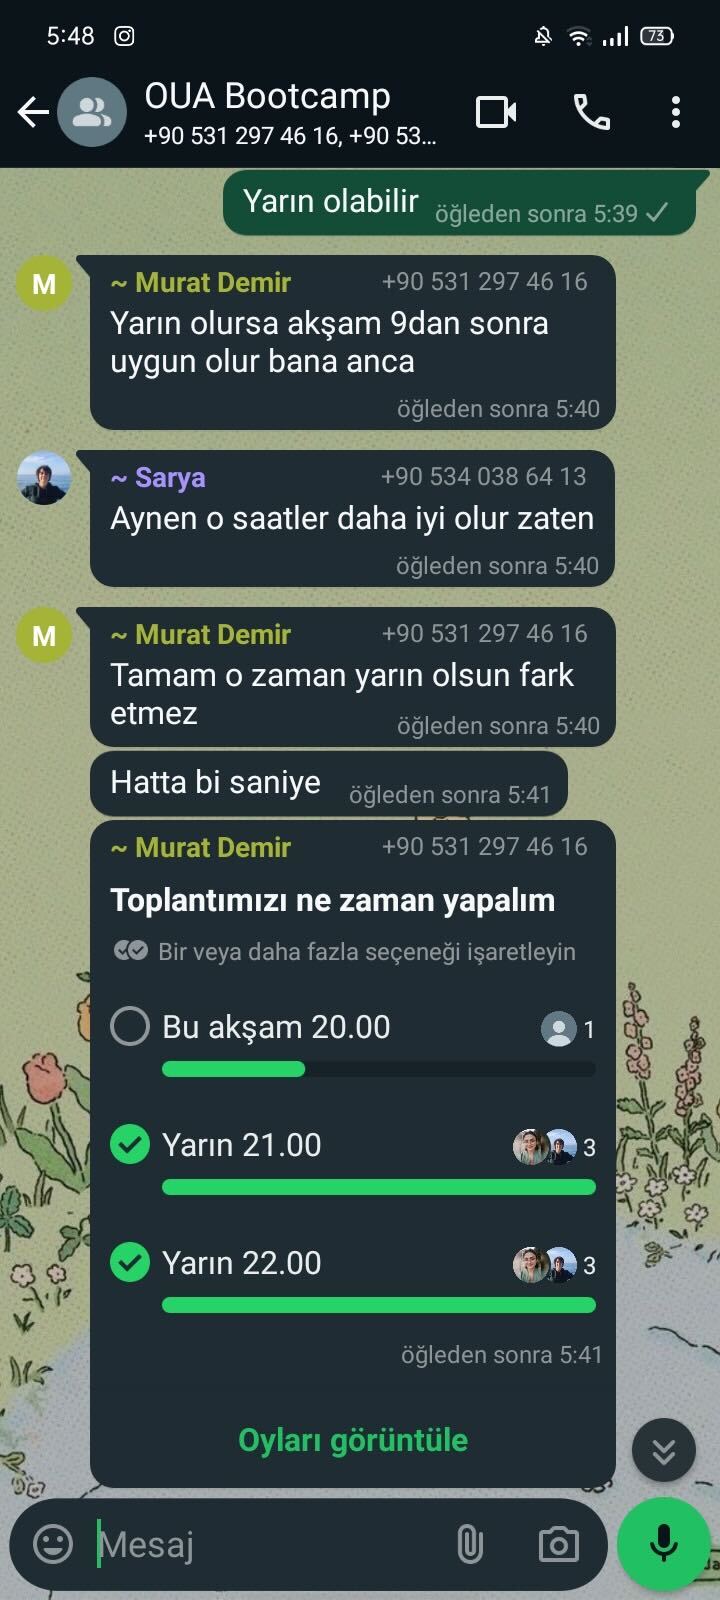 5:48
73
OUA Bootcamp
+90 531 297 46 16, +90 53...
Yarın olabilir
öğleden sonra 5:39
M
~ Murat Demir
+90 531 297 46 16
Yarın olursa akşam 9dan sonra
uygun olur bana anca
öğleden sonra 5:40
~ Sarya
+90 534 038 64 13
Aynen o saatler daha iyi olur zaten
öğleden sonra 5:40
M
~ Murat Demir
+90 531 297 46 16
Tamam o zaman yarın olsun fark
etmez
öğleden sonra 5:40
Hatta bi saniye
öğleden sonra 5:41
~ Murat Demir
+90 531 297 46 16
Toplantımızı ne zaman yapalım
Bir veya daha fazla seçeneği işaretleyin
Bu akşam 20.00
1
Yarın 21.00
3
Yarın 22.00
3
öğleden sonra 5:41
Oyları görüntüle
Mesaj